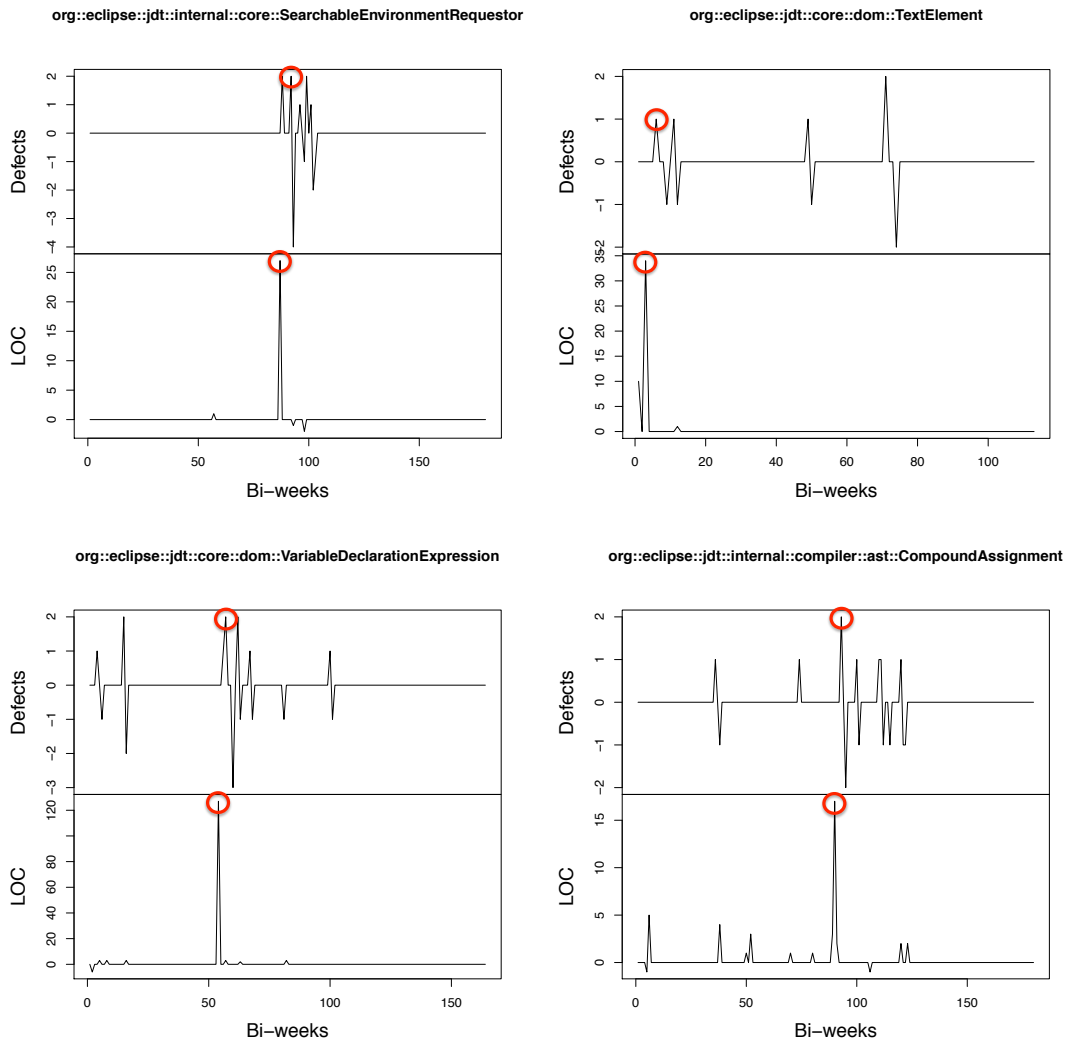 org::eclipse::jdt::internal::core::SearchableEnvironmentRequestor
Defects
2
1
0
−1
−2
−3
−4
LOC
25
20
15
10
5
0
0 50 100 150
Bi−weeks
org::eclipse::jdt::core::dom::TextElement
Defects
2
1
0
−1
−2
LOC
35
30
25
20
15
10
5
0
0 20 40 60 80 100
Bi−weeks
org::eclipse::jdt::core::dom::VariableDeclarationExpression
Defects
2
1
0
−1
−2
−3
LOC
120
80
60
40
20
0
0 50 100 150
Bi−weeks
org::eclipse::jdt::internal::compiler::ast::CompoundAssignment
Defects
2
1
0
−1
−2
LOC
15
10
5
0
0 50 100 150
Bi−weeks